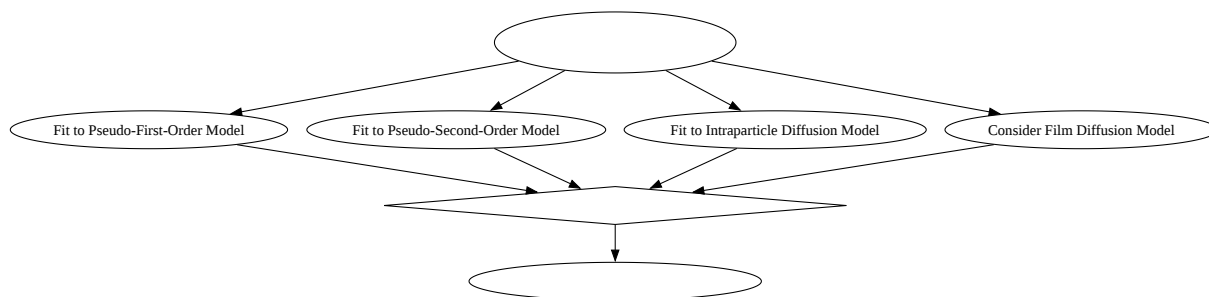 Fit to Pseudo-First-Order Model
Fit to Pseudo-Second-Order Model
Fit to Intraparticle Diffusion Model
Consider Film Diffusion Model